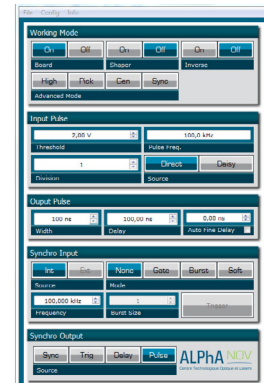 File Config Info
Working Mode
On Off On Off On Off
Board Shaper Inverse
High Pick Gen Sync
Advanced Mode
Input Pulse
2,00 V 100,0 kHz
Threshold Pulse Freq.
1 Direct Daisy
Division Source
Ouput Pulse
100 ns 100,00 ns 0,00 ns
Width Delay Auto Fine Delay
Synchro Input
Int Ext None Gate Burst Soft
Source Mode
100,000 kHz 1 Trigger
Frequency Burst Size
Synchro Output
Sync Trig Delay Pulse ALPhANOV
Source Centre Technologique Optique et Lasers